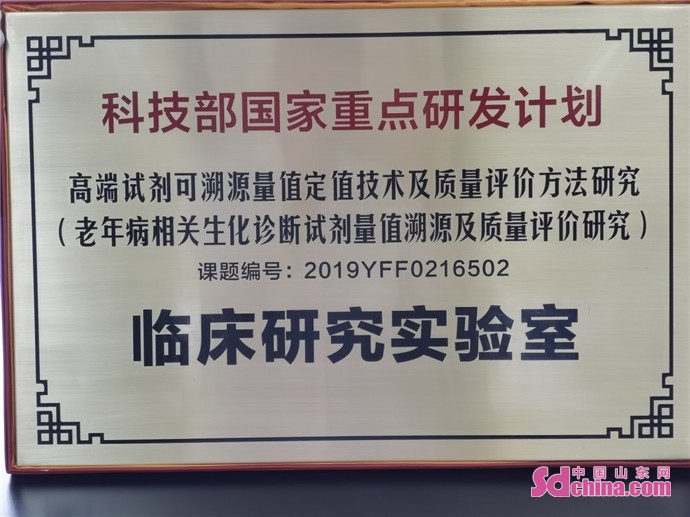 科技部国家重点研发计划
高端试剂可溯源量值定值技术及质量评价方法研究
（老年病相关生化诊断试剂量值溯源及质量评价研究）
课题编号：2019YFF0216502
临床研究实验室
中国山东网
Sdchina.com